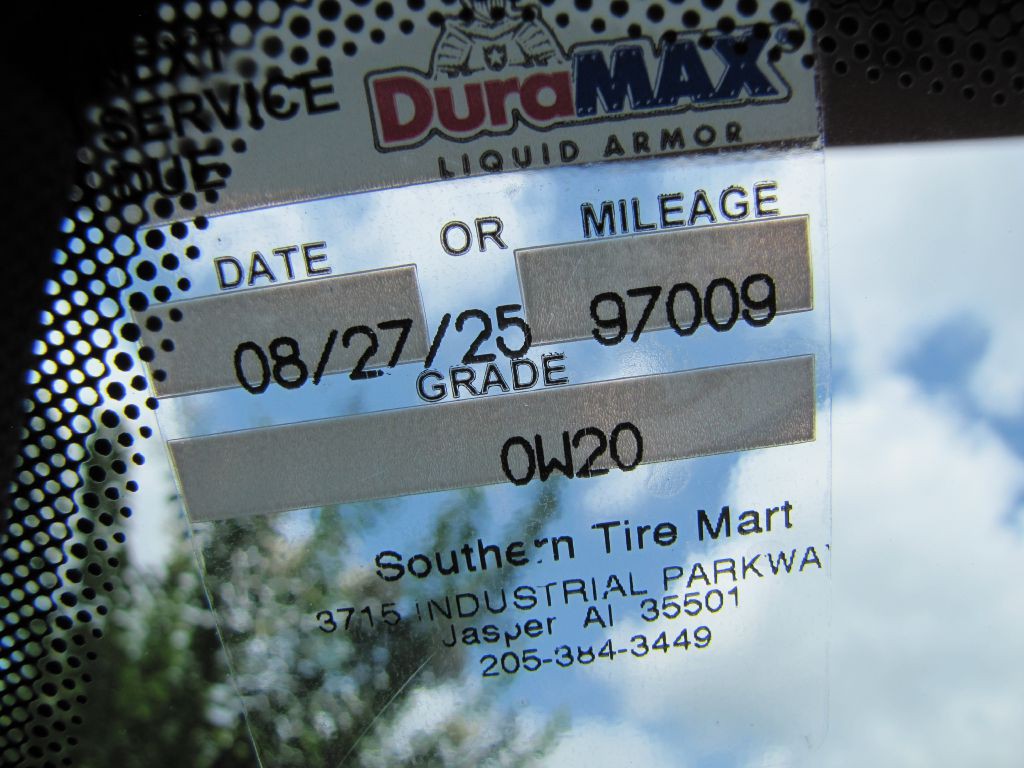 NEXT
SERVICE
DUE
DuraMAX
LIQUID ARMOR
DATE OR MILEAGE
08/27/25 97009
GRADE
0W20
Southern Tire Mart
3715 INDUSTRIAL PARKWAY
Jasper Al 35501
205-384-3449